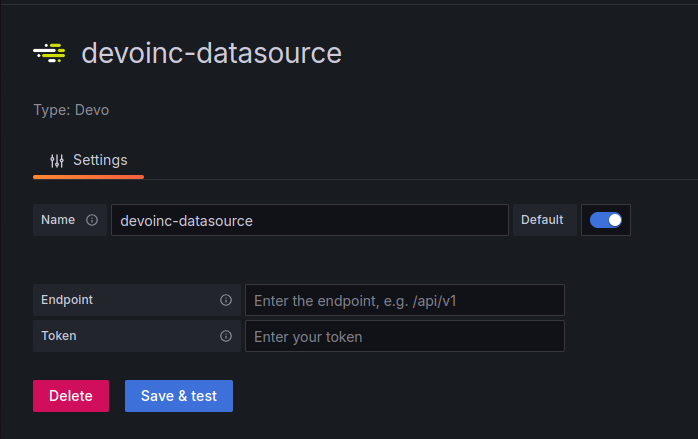 devoinc-datasource
Type: Devo
Settings
Name devoinc-datasource Default
Endpoint Enter the endpoint, e.g. /api/v1
Token Enter your token
Delete Save & test